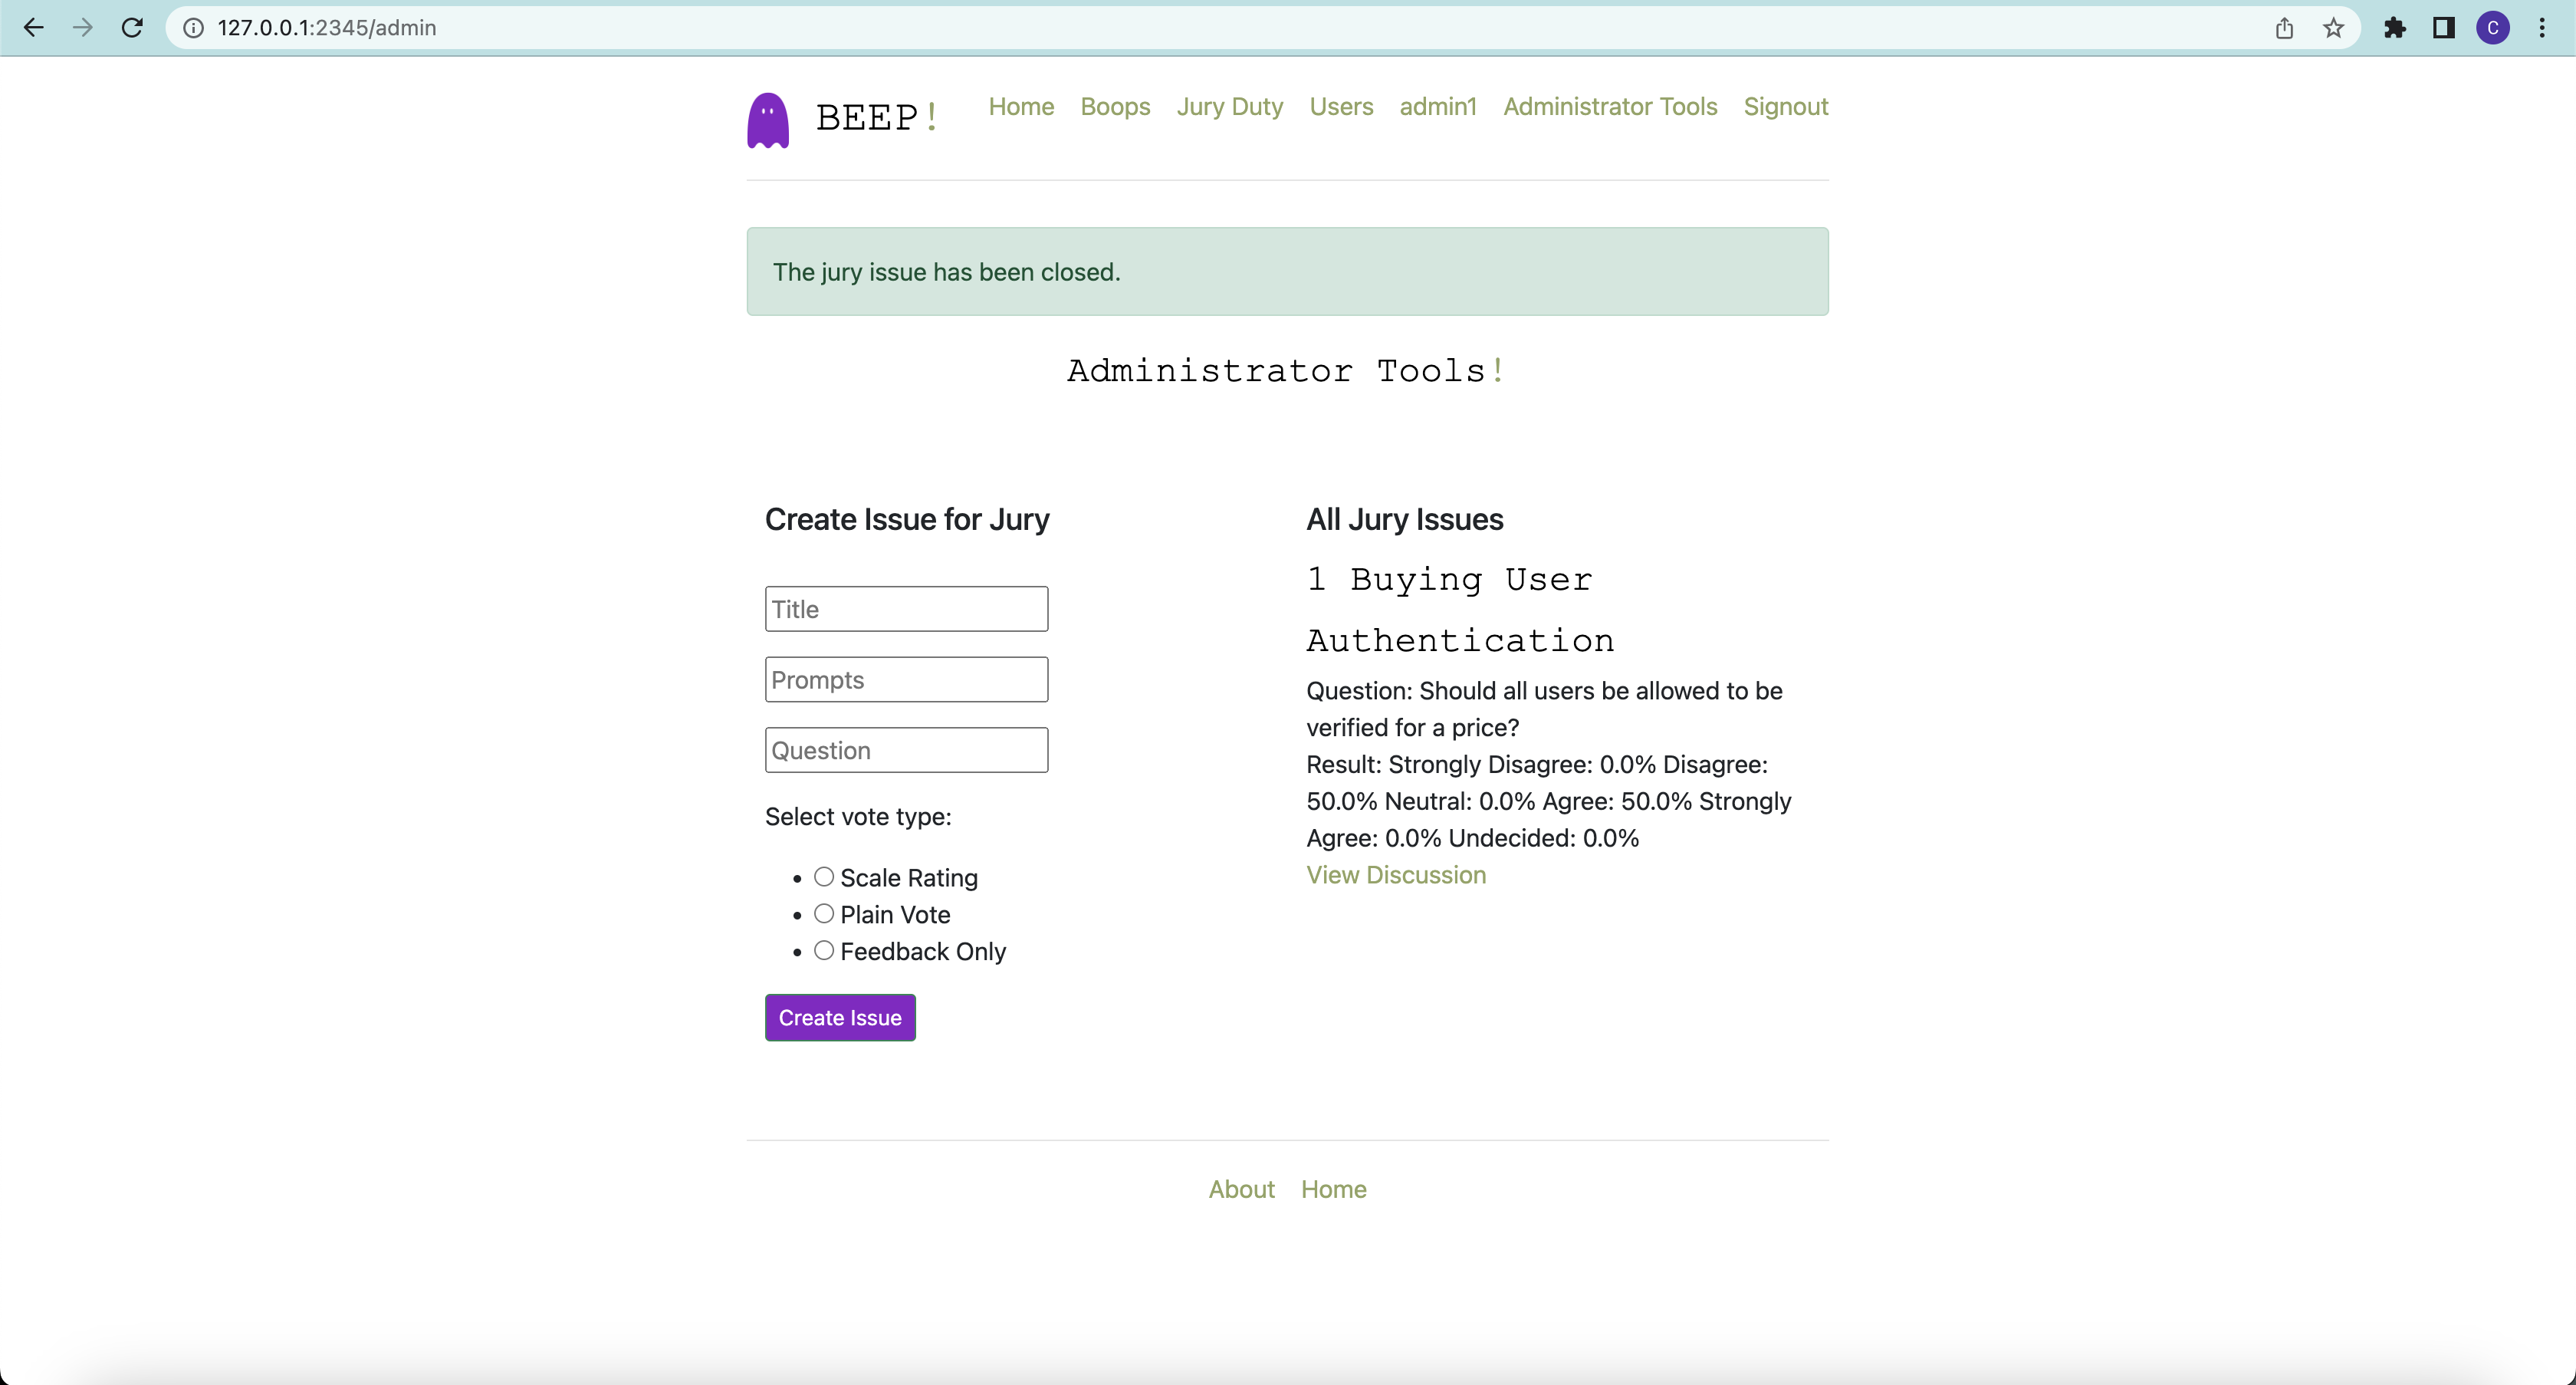 127.0.0.1:2345/admin
C
BEEP!
Home Boops Jury Duty Users admin1 Administrator Tools Signout
The jury issue has been closed.
Administrator Tools!
Create Issue for Jury
Title
Prompts
Question
Select vote type:
Scale Rating
Plain Vote
Feedback Only
Create Issue
All Jury Issues
1 Buying User
Authentication
Question: Should all users be allowed to be
verified for a price?
Result: Strongly Disagree: 0.0% Disagree:
50.0% Neutral: 0.0% Agree: 50.0% Strongly
Agree: 0.0% Undecided: 0.0%
View Discussion
About Home